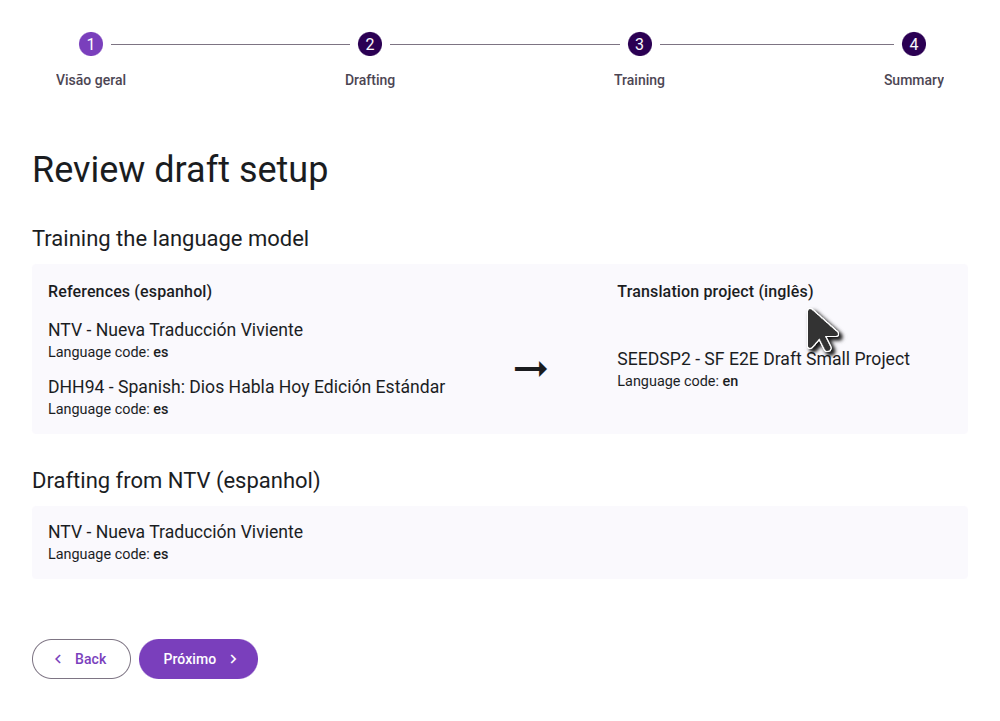 1
2
3
4
Visão geral
Drafting
Training
Summary
Review draft setup
Training the language model
References (espanhol)
NTV - Nueva Traducción Viviente
Language code: es
DHH94 - Spanish: Dios Habla Hoy Edición Estándar
Language code: es
Translation project (inglês)
SEEDSP2 - SF E2E Draft Small Project
Language code: en
Drafting from NTV (espanhol)
NTV - Nueva Traducción Viviente
Language code: es
Back
Próximo